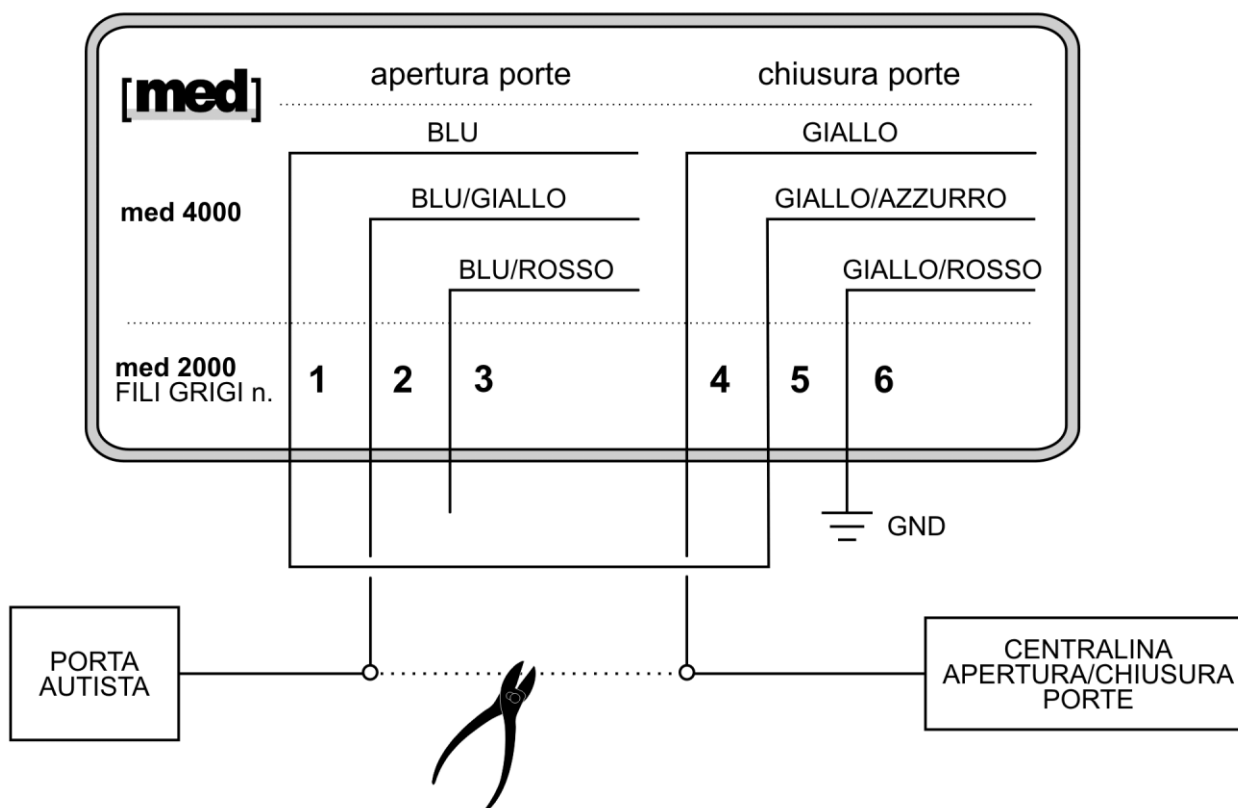 [med]
apertura porte
chiusura porte
BLU
GIALLO
med 4000
BLU/GIALLO
GIALLO/AZZURRO
BLU/ROSSO
GIALLO/ROSSO
med 2000
FILI GRIGI n.
1
2
3
4
5
6
GND
PORTA
AUTISTA
CENTRALINA
APERTURA/CHIUSURA
PORTE